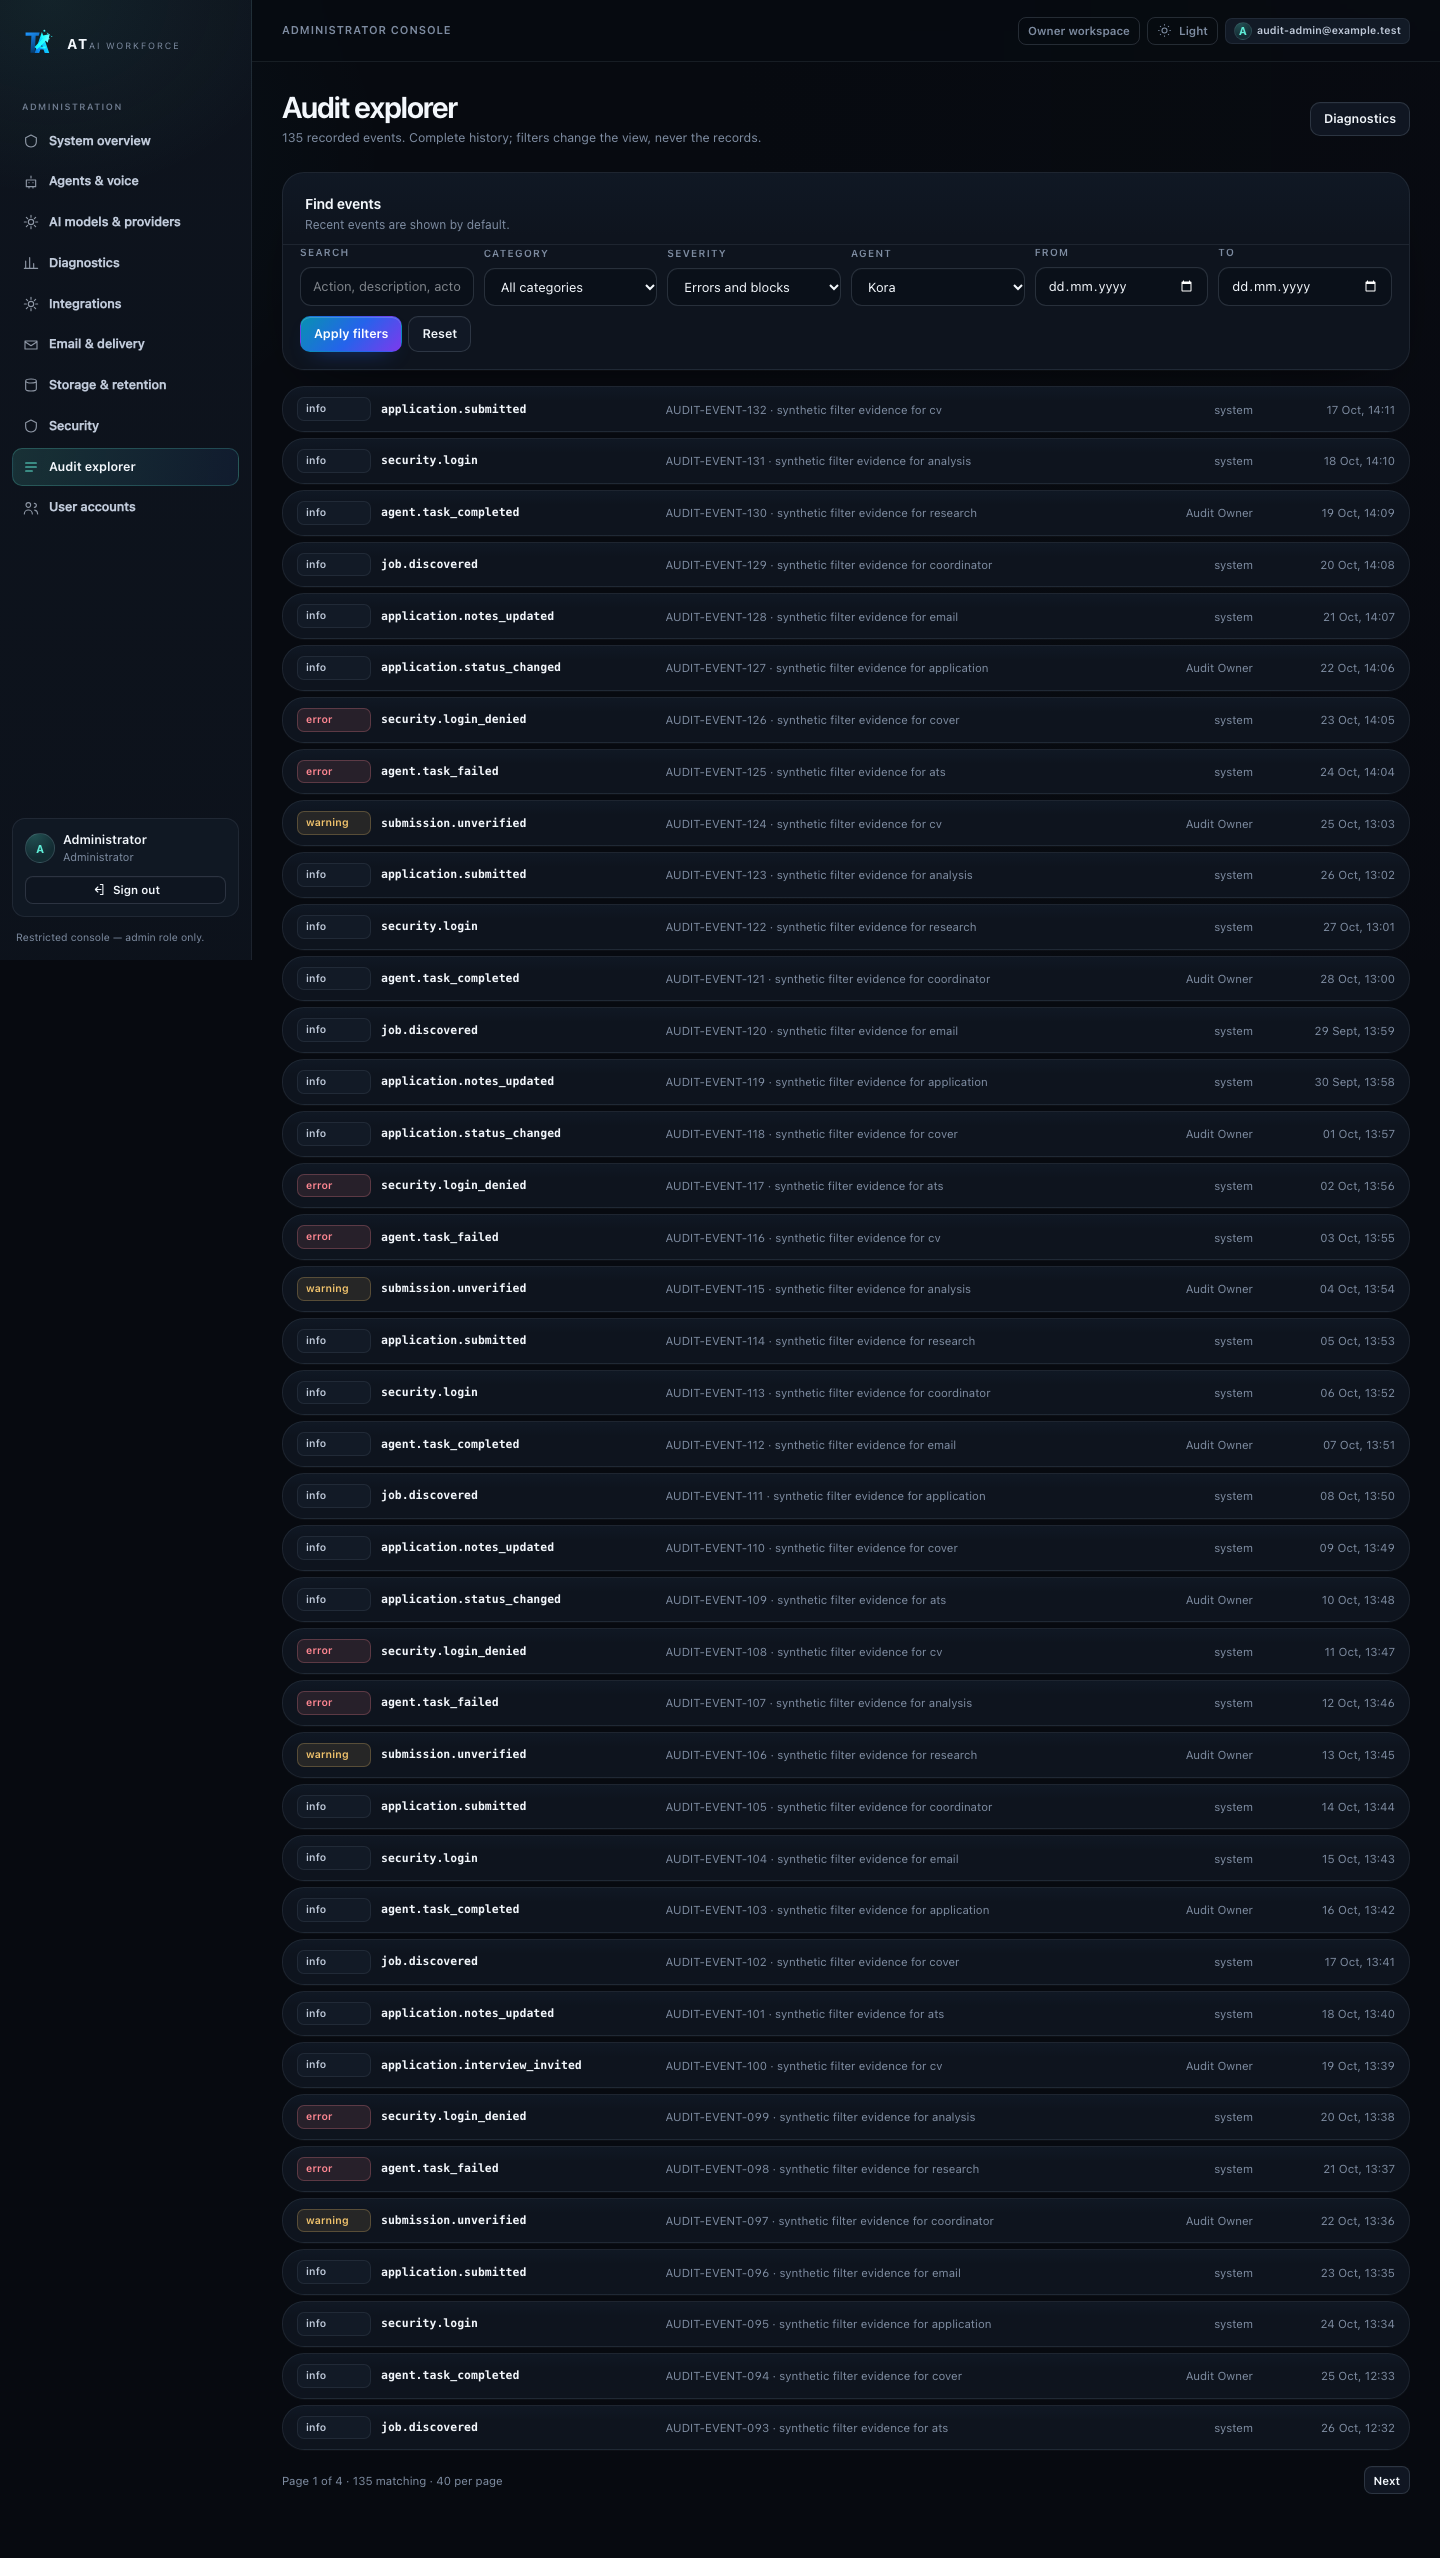 AT AI WORKFORCE
ADMINISTRATION
System overview
Agents & voice
AI models & providers
Diagnostics
Integrations
Email & delivery
Storage & retention
Security
Audit explorer
User accounts
A
Administrator
Administrator
Sign out
Restricted console — admin role only.
ADMINISTRATOR CONSOLE
Owner workspace
Light
A audit-admin@example.test
Audit explorer
135 recorded events. Complete history; filters change the view, never the records.
Diagnostics
Find events
Recent events are shown by default.
SEARCH CATEGORY SEVERITY AGENT FROM TO
Action, description, acto All categories Errors and blocks Kora dd.mm.yyyy dd.mm.yyyy
Apply filters Reset
info application.submitted AUDIT-EVENT-132 · synthetic filter evidence for cv system 17 Oct, 14:11
info security.login AUDIT-EVENT-131 · synthetic filter evidence for analysis system 18 Oct, 14:10
info agent.task_completed AUDIT-EVENT-130 · synthetic filter evidence for research Audit Owner 19 Oct, 14:09
info job.discovered AUDIT-EVENT-129 · synthetic filter evidence for coordinator system 20 Oct, 14:08
info application.notes_updated AUDIT-EVENT-128 · synthetic filter evidence for email system 21 Oct, 14:07
info application.status_changed AUDIT-EVENT-127 · synthetic filter evidence for application Audit Owner 22 Oct, 14:06
error security.login_denied AUDIT-EVENT-126 · synthetic filter evidence for cover system 23 Oct, 14:05
error agent.task_failed AUDIT-EVENT-125 · synthetic filter evidence for ats system 24 Oct, 14:04
warning submission.unverified AUDIT-EVENT-124 · synthetic filter evidence for cv Audit Owner 25 Oct, 13:03
info application.submitted AUDIT-EVENT-123 · synthetic filter evidence for analysis system 26 Oct, 13:02
info security.login AUDIT-EVENT-122 · synthetic filter evidence for research system 27 Oct, 13:01
info agent.task_completed AUDIT-EVENT-121 · synthetic filter evidence for coordinator Audit Owner 28 Oct, 13:00
info job.discovered AUDIT-EVENT-120 · synthetic filter evidence for email system 29 Sept, 13:59
info application.notes_updated AUDIT-EVENT-119 · synthetic filter evidence for application system 30 Sept, 13:58
info application.status_changed AUDIT-EVENT-118 · synthetic filter evidence for cover Audit Owner 01 Oct, 13:57
error security.login_denied AUDIT-EVENT-117 · synthetic filter evidence for ats system 02 Oct, 13:56
error agent.task_failed AUDIT-EVENT-116 · synthetic filter evidence for cv system 03 Oct, 13:55
warning submission.unverified AUDIT-EVENT-115 · synthetic filter evidence for analysis Audit Owner 04 Oct, 13:54
info application.submitted AUDIT-EVENT-114 · synthetic filter evidence for research system 05 Oct, 13:53
info security.login AUDIT-EVENT-113 · synthetic filter evidence for coordinator system 06 Oct, 13:52
info agent.task_completed AUDIT-EVENT-112 · synthetic filter evidence for email Audit Owner 07 Oct, 13:51
info job.discovered AUDIT-EVENT-111 · synthetic filter evidence for application system 08 Oct, 13:50
info application.notes_updated AUDIT-EVENT-110 · synthetic filter evidence for cover system 09 Oct, 13:49
info application.status_changed AUDIT-EVENT-109 · synthetic filter evidence for ats Audit Owner 10 Oct, 13:48
error security.login_denied AUDIT-EVENT-108 · synthetic filter evidence for cv system 11 Oct, 13:47
error agent.task_failed AUDIT-EVENT-107 · synthetic filter evidence for analysis system 12 Oct, 13:46
warning submission.unverified AUDIT-EVENT-106 · synthetic filter evidence for research Audit Owner 13 Oct, 13:45
info application.submitted AUDIT-EVENT-105 · synthetic filter evidence for coordinator system 14 Oct, 13:44
info security.login AUDIT-EVENT-104 · synthetic filter evidence for email system 15 Oct, 13:43
info agent.task_completed AUDIT-EVENT-103 · synthetic filter evidence for application Audit Owner 16 Oct, 13:42
info job.discovered AUDIT-EVENT-102 · synthetic filter evidence for cover system 17 Oct, 13:41
info application.notes_updated AUDIT-EVENT-101 · synthetic filter evidence for ats system 18 Oct, 13:40
info application.interview_invited AUDIT-EVENT-100 · synthetic filter evidence for cv Audit Owner 19 Oct, 13:39
error security.login_denied AUDIT-EVENT-099 · synthetic filter evidence for analysis system 20 Oct, 13:38
error agent.task_failed AUDIT-EVENT-098 · synthetic filter evidence for research system 21 Oct, 13:37
warning submission.unverified AUDIT-EVENT-097 · synthetic filter evidence for coordinator Audit Owner 22 Oct, 13:36
info application.submitted AUDIT-EVENT-096 · synthetic filter evidence for email system 23 Oct, 13:35
info security.login AUDIT-EVENT-095 · synthetic filter evidence for application system 24 Oct, 13:34
info agent.task_completed AUDIT-EVENT-094 · synthetic filter evidence for cover Audit Owner 25 Oct, 12:33
info job.discovered AUDIT-EVENT-093 · synthetic filter evidence for ats system 26 Oct, 12:32
Page 1 of 4 · 135 matching · 40 per page
Next